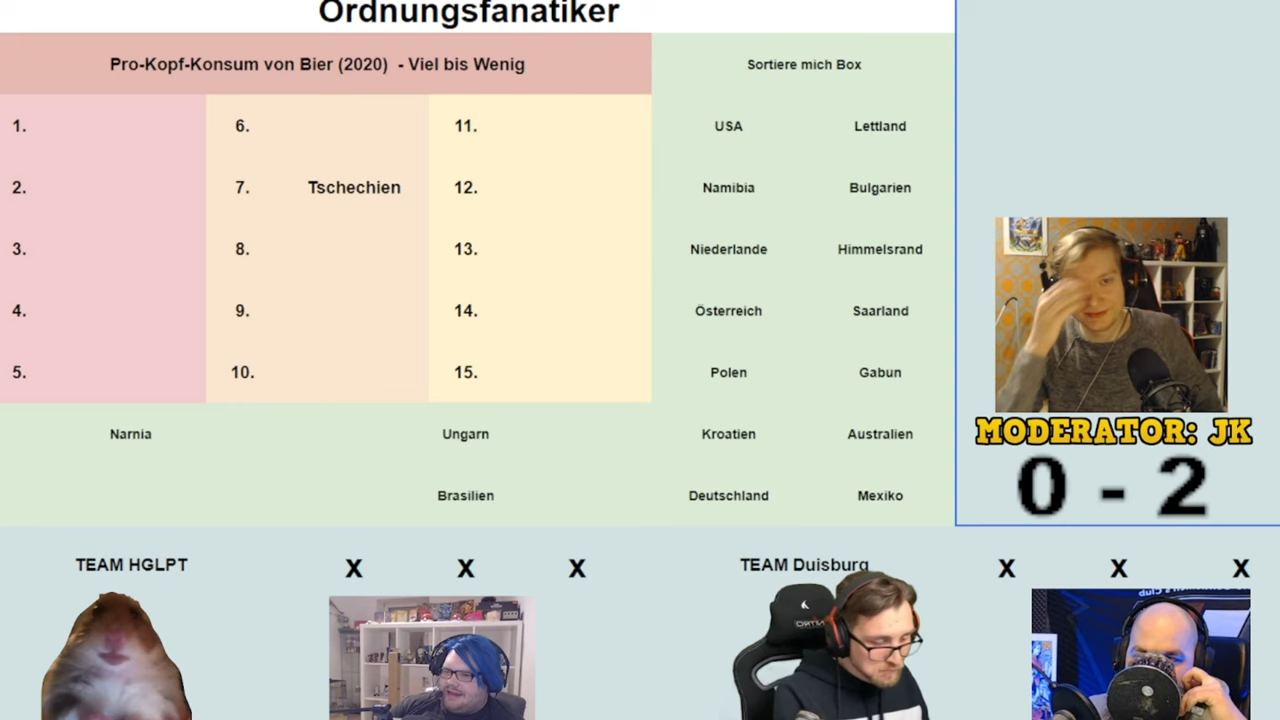 Ordnungsfanatiker
Pro-Kopf-Konsum von Bier (2020) - Viel bis Wenig
Sortiere mich Box
1.
6.
11.
USA
Lettland
2.
7.
Tschechien
12.
Namibia
Bulgarien
3.
8.
13.
Niederlande
Himmelsrand
4.
9.
14.
Österreich
Saarland
5.
10.
15.
Polen
Gabun
Narnia
Ungarn
Kroatien
Australien
Brasilien
Deutschland
Mexiko
MODERATOR: JK
0 - 2
TEAM HGLPT
X X X
TEAM Duisburg
X X X